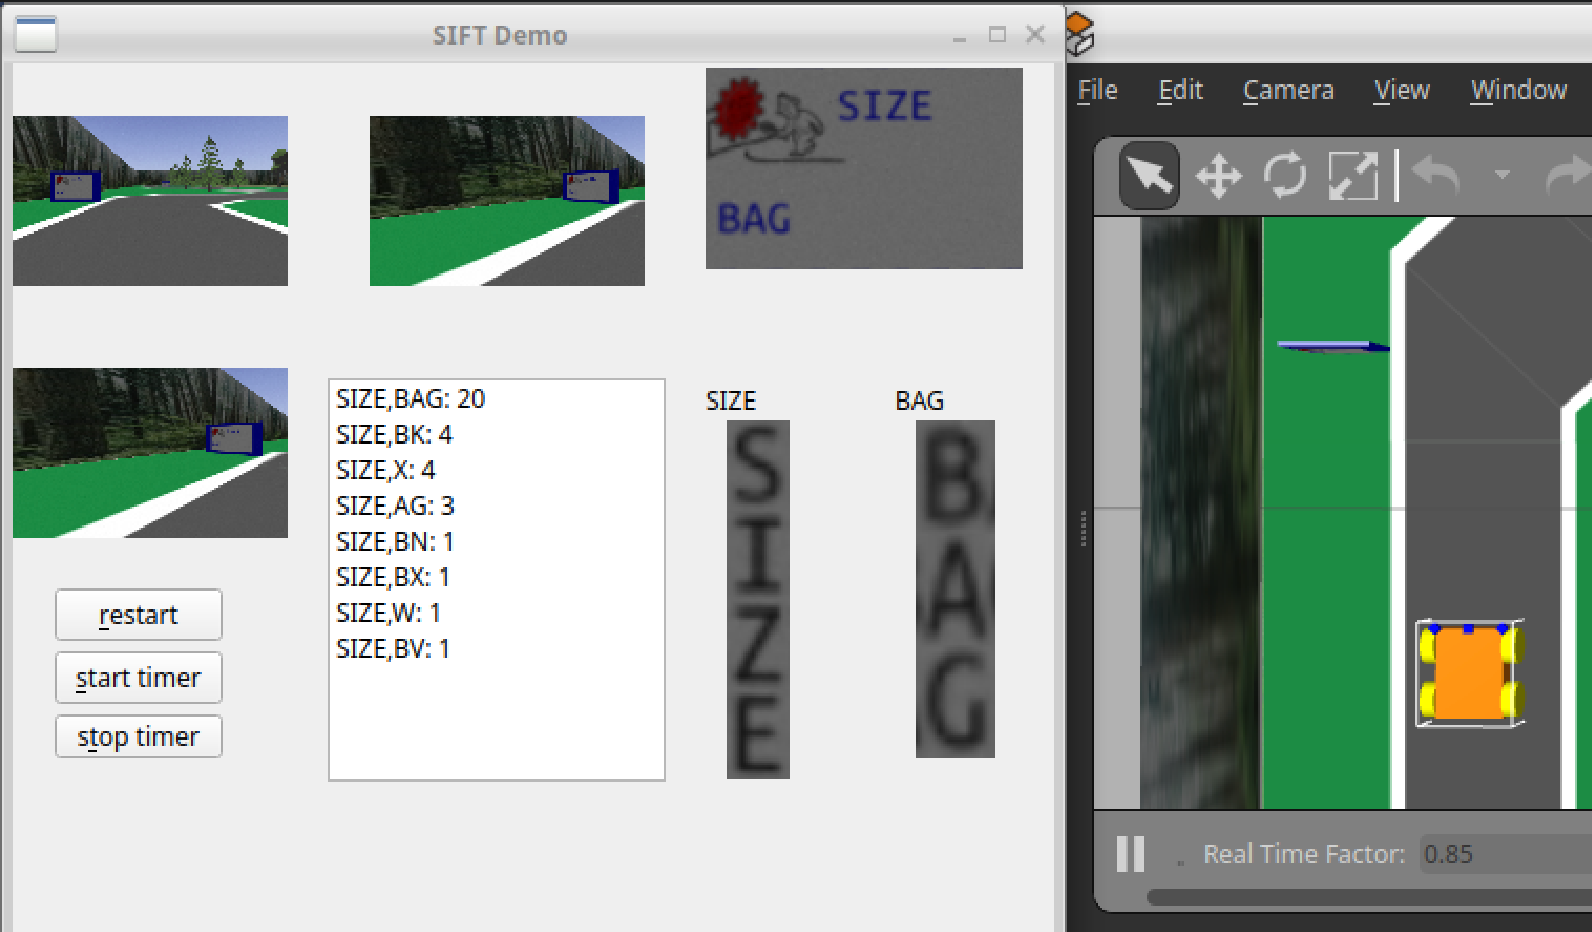 SIFT Demo
File Edit Camera View Window
SIZE
BAG
SIZE,BAG: 20
SIZE,BK: 4
SIZE,X: 4
SIZE,AG: 3
SIZE,BN: 1
SIZE,BX: 1
SIZE,W: 1
SIZE,BV: 1
SIZE
BAG
S
I
Z
E
B
A
G
restart
start timer
stop timer
Real Time Factor: 0.85